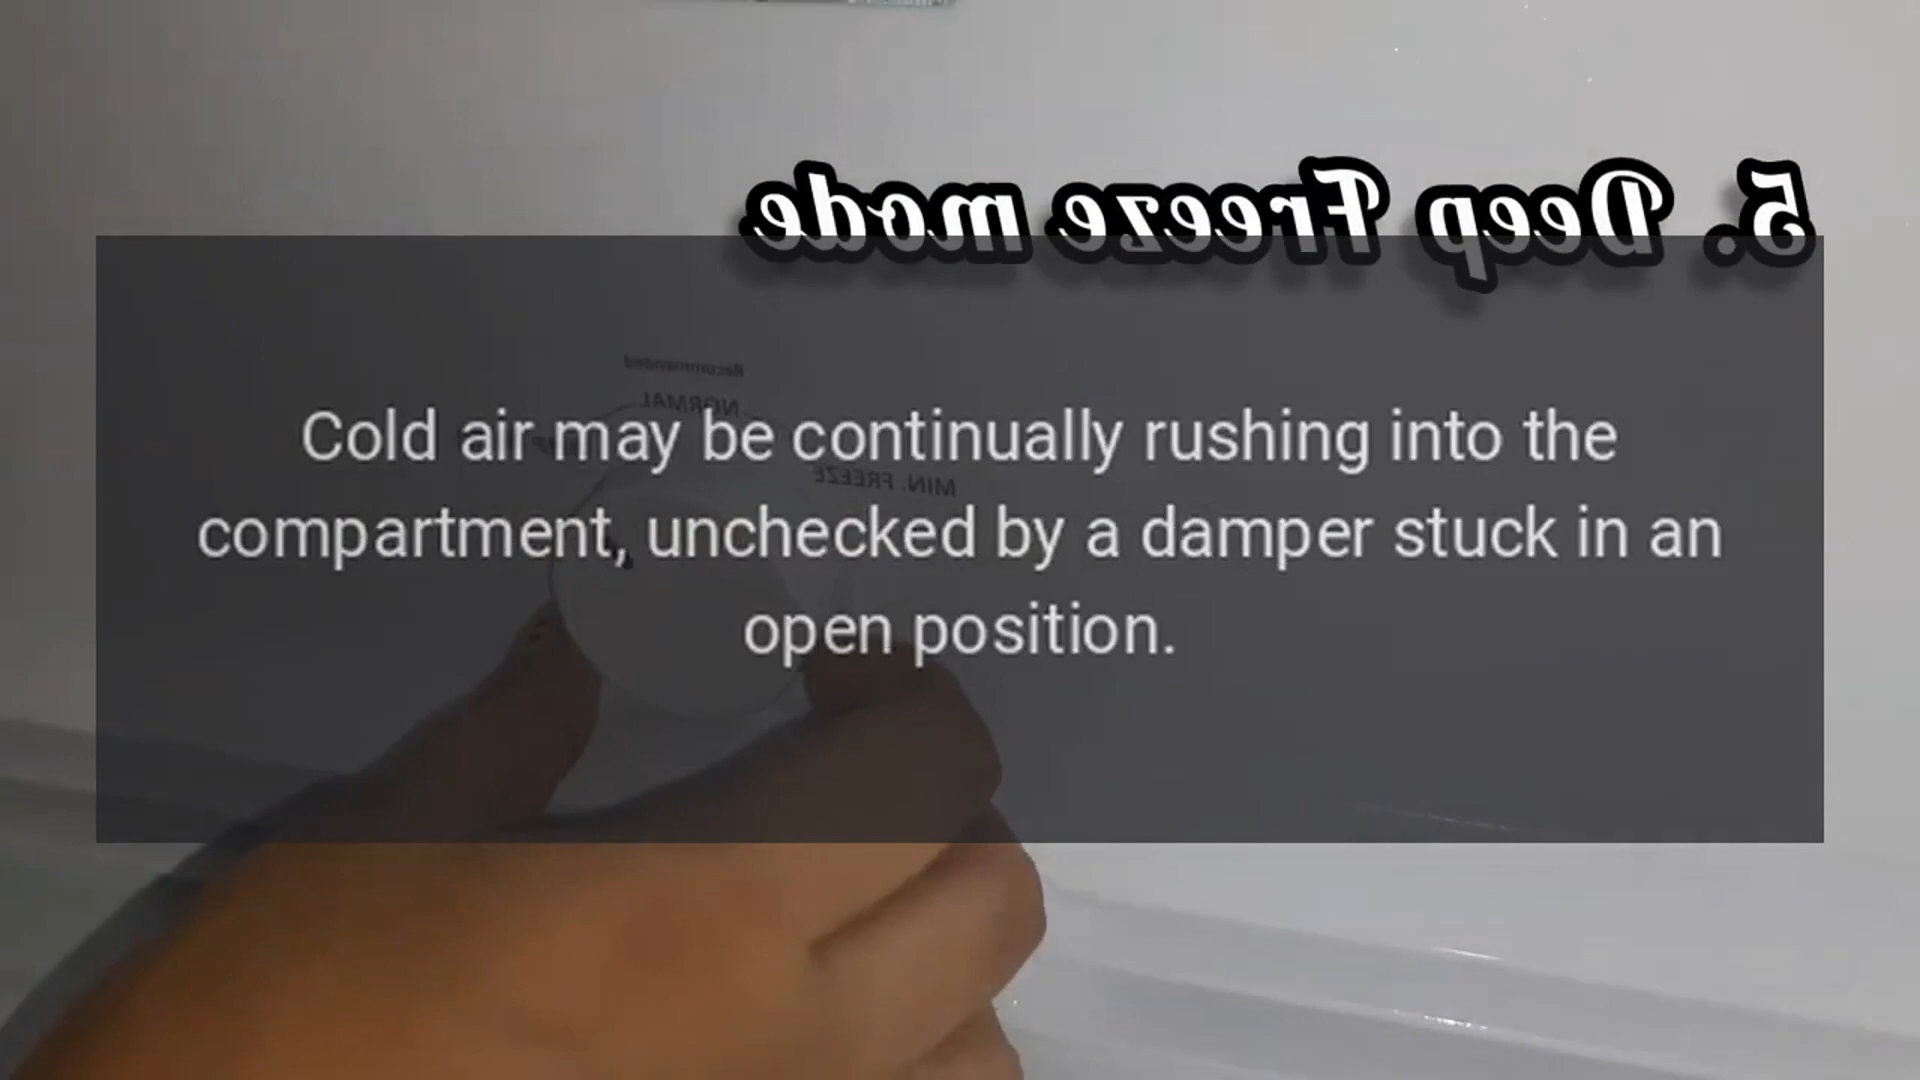 5. Deep Freeze mode
Recommended
NORMAL
MIN. FREEZE
Cold air may be continually rushing into the
compartment, unchecked by a damper stuck in an
open position.